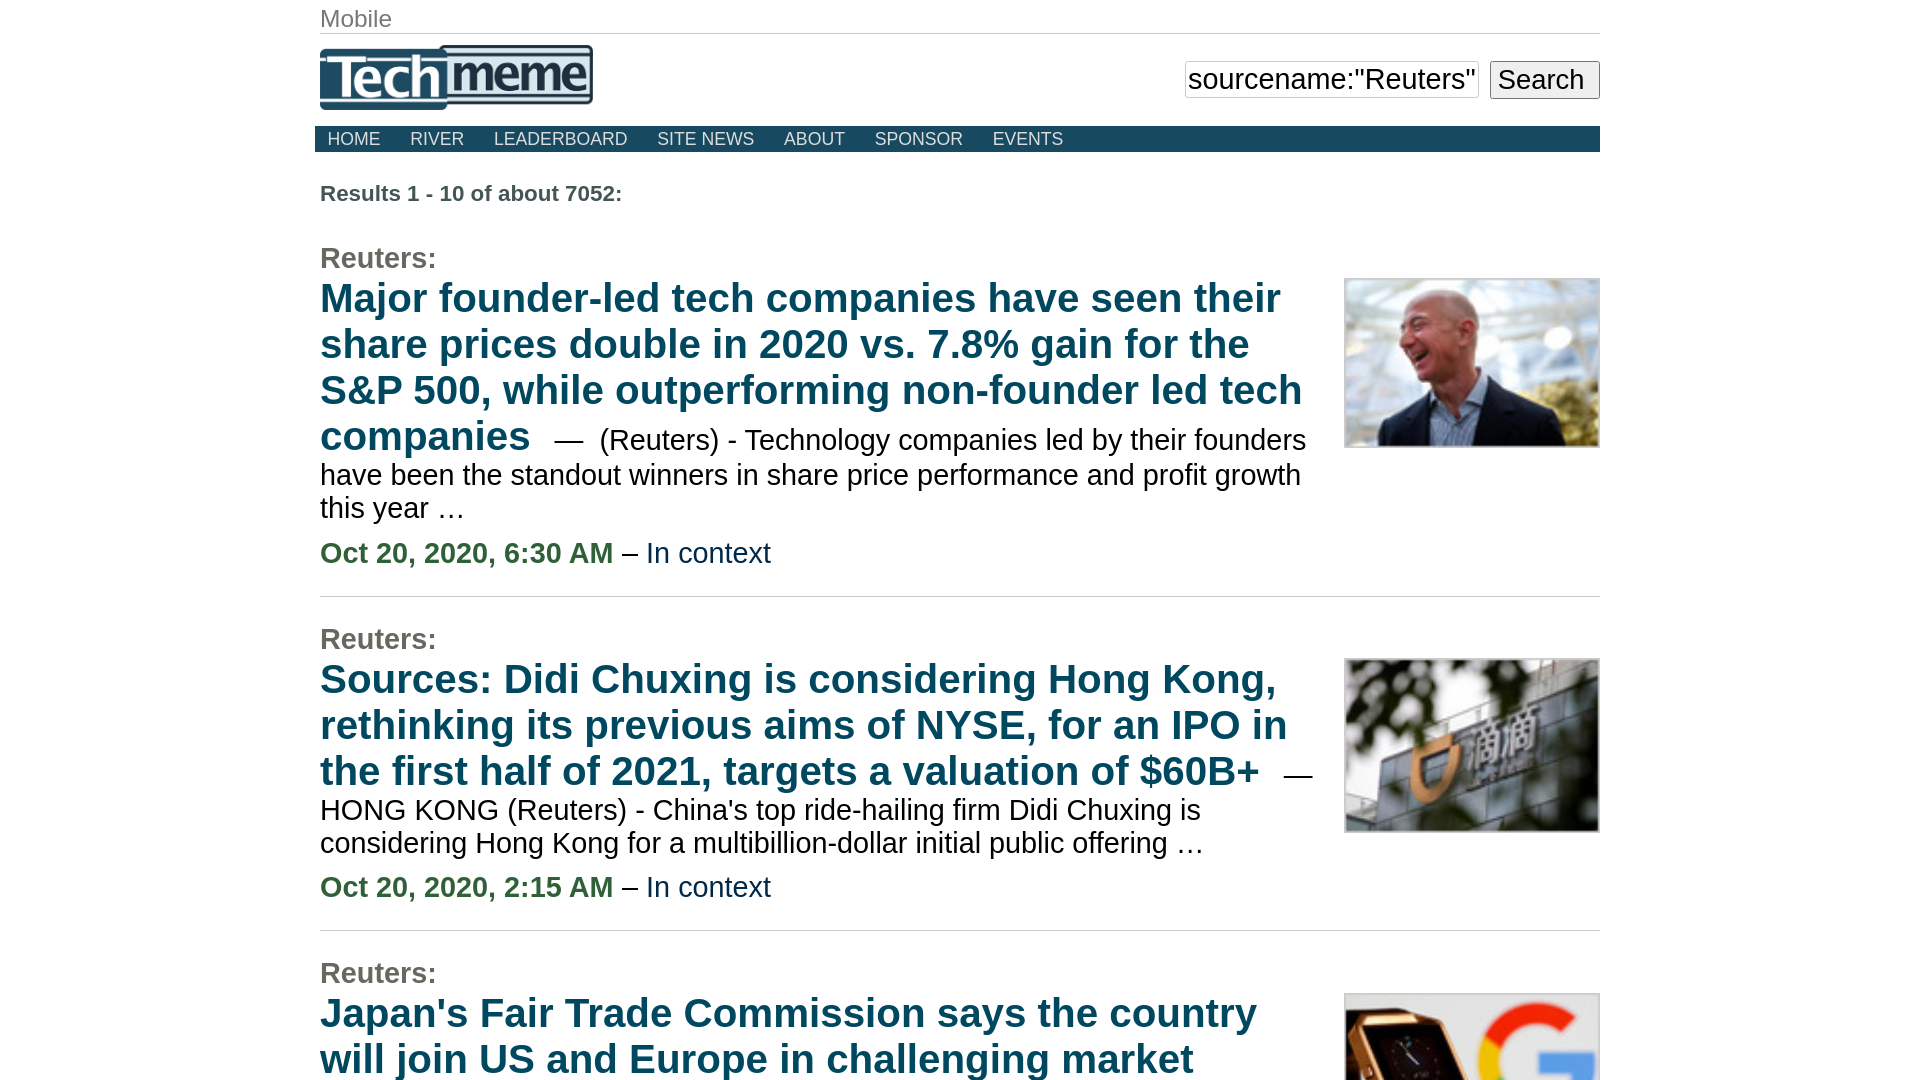 Mobile
Techmeme
sourcename:"Reuters" Search
HOME RIVER LEADERBOARD SITE NEWS ABOUT SPONSOR EVENTS
Results 1 - 10 of about 7052:
Reuters:
Major founder-led tech companies have seen their
share prices double in 2020 vs. 7.8% gain for the
S&P 500, while outperforming non-founder led tech
companies — (Reuters) - Technology companies led by their founders
have been the standout winners in share price performance and profit growth
this year …
Oct 20, 2020, 6:30 AM – In context
Reuters:
Sources: Didi Chuxing is considering Hong Kong,
rethinking its previous aims of NYSE, for an IPO in
the first half of 2021, targets a valuation of $60B+ —
HONG KONG (Reuters) - China's top ride-hailing firm Didi Chuxing is
considering Hong Kong for a multibillion-dollar initial public offering …
滴滴
Oct 20, 2020, 2:15 AM – In context
Reuters:
Japan's Fair Trade Commission says the country
will join US and Europe in challenging market